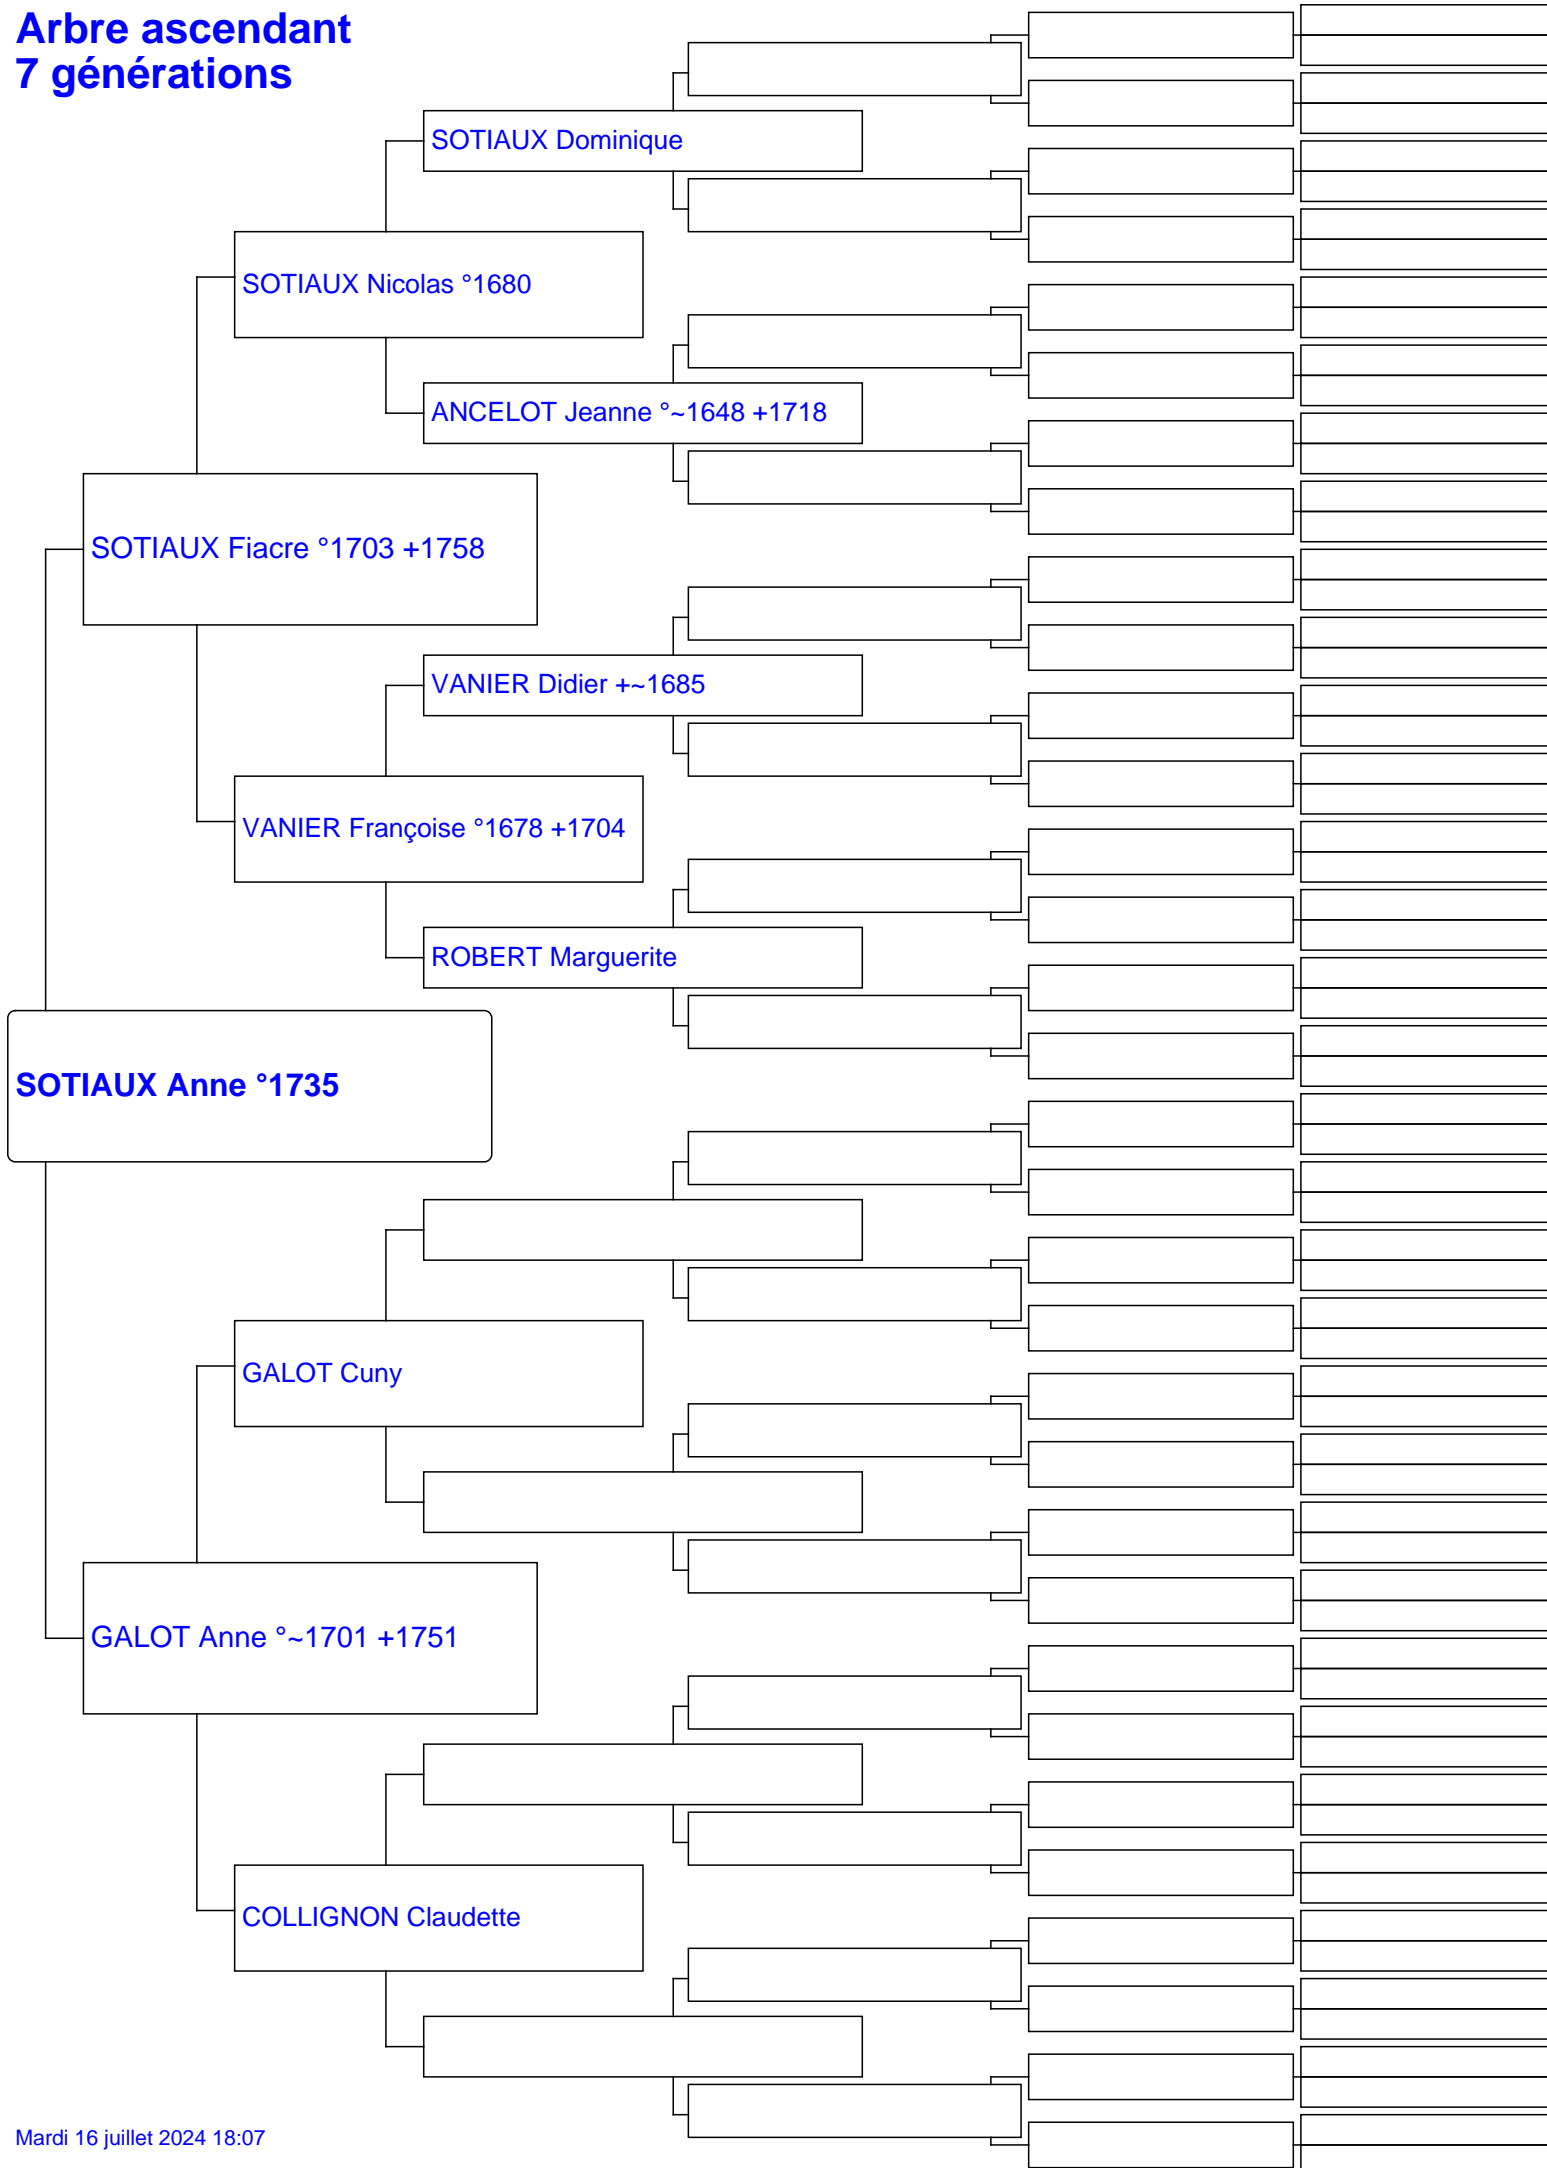 Arbre ascendant
7 générations
SOTIAUX Dominique
SOTIAUX Nicolas °1680
ANCELOT Jeanne °~1648 +1718
SOTIAUX Fiacre °1703 +1758
VANIER Didier +~1685
VANIER Françoise °1678 +1704
ROBERT Marguerite
SOTIAUX Anne °1735
GALOT Cuny
GALOT Anne °~1701 +1751
COLLIGNON Claudette
Mardi 16 juillet 2024 18:07